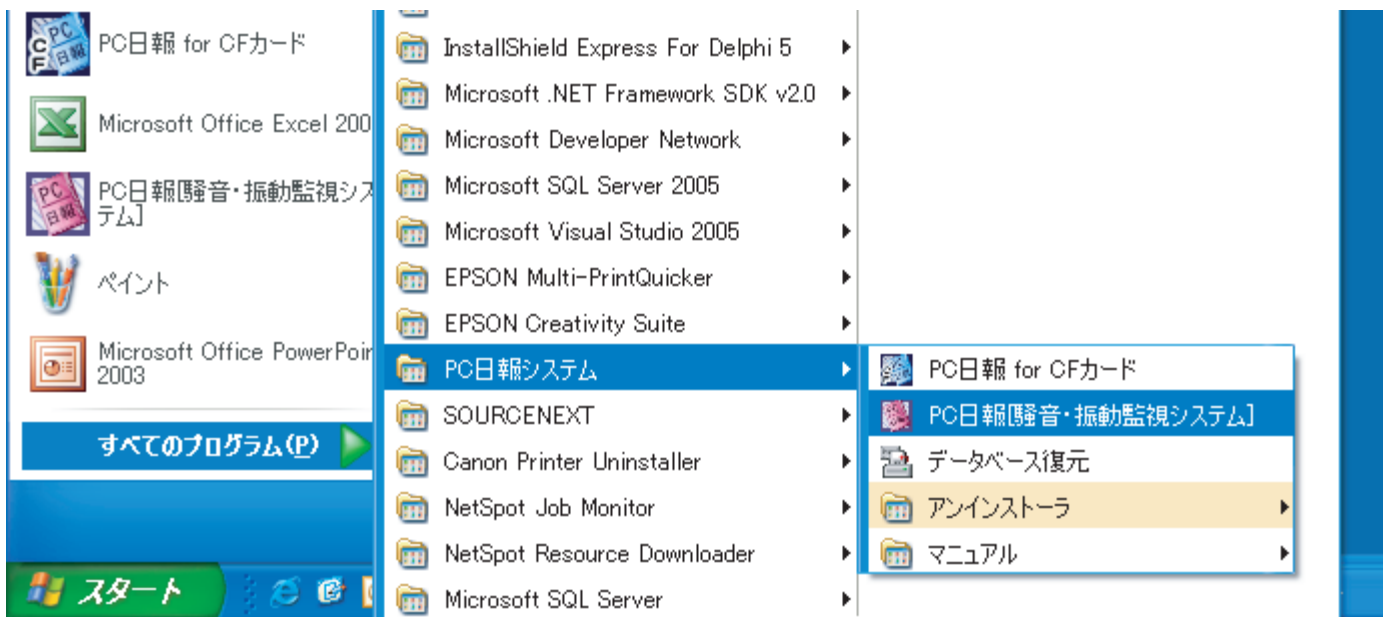 PC日報 for CFカード
Microsoft Office Excel 200
PC日報[騒音・振動監視シス
テム]
ペイント
Microsoft Office PowerPoin
2003
すべてのプログラム(P)
スタート
InstallShield Express For Delphi 5
Microsoft .NET Framework SDK v2.0
Microsoft Developer Network
Microsoft SQL Server 2005
Microsoft Visual Studio 2005
EPSON Multi-PrintQuicker
EPSON Creativity Suite
PC日報システム
SOURCENEXT
Canon Printer Uninstaller
NetSpot Job Monitor
NetSpot Resource Downloader
Microsoft SQL Server
PC日報 for CFカード
PC日報[騒音・振動監視システム]
データベース復元
アンインストーラ
マニュアル